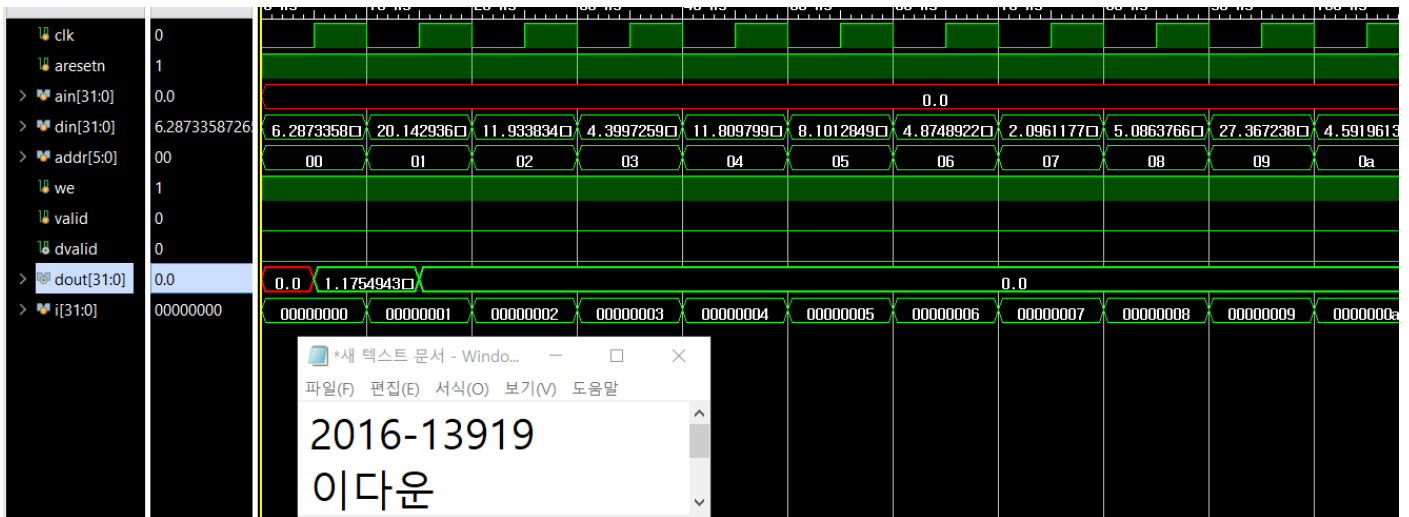 clk 0
aresetn 1
ain[31:0] 0.0 0.0
din[31:0] 6.2873358726 6.2873358 20.142936 11.933834 4.3997259 11.809799 8.1012849 4.8748922 2.0961177 5.0863766 27.367238 4.5919613
addr[5:0] 00 00 01 02 03 04 05 06 07 08 09 0a
we 1
valid 0
dvalid 0
dout[31:0] 0.0 0.0 1.1754943 0.0
i[31:0] 00000000 00000000 00000001 00000002 00000003 00000004 00000005 00000006 00000007 00000008 00000009 0000000a
*새 텍스트 문서 - Windo...
파일(F) 편집(E) 서식(O) 보기(V) 도움말
2016-13919
이다운